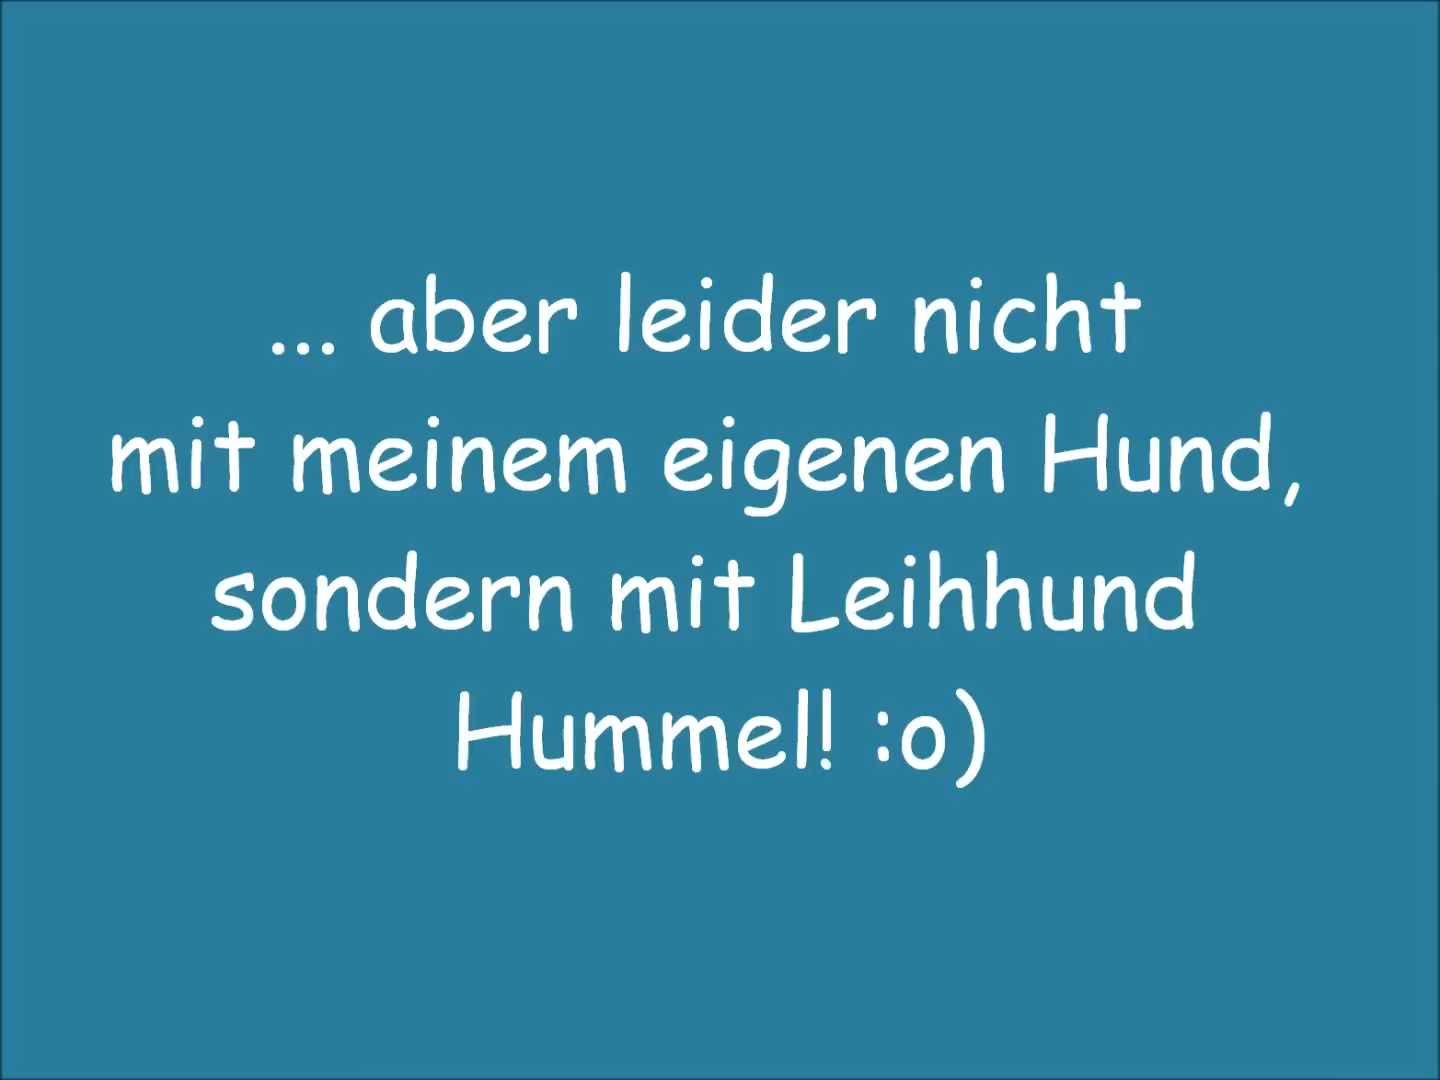 ... aber leider nicht
mit meinem eigenen Hund,
sondern mit Leihhund
Hummel! :o)